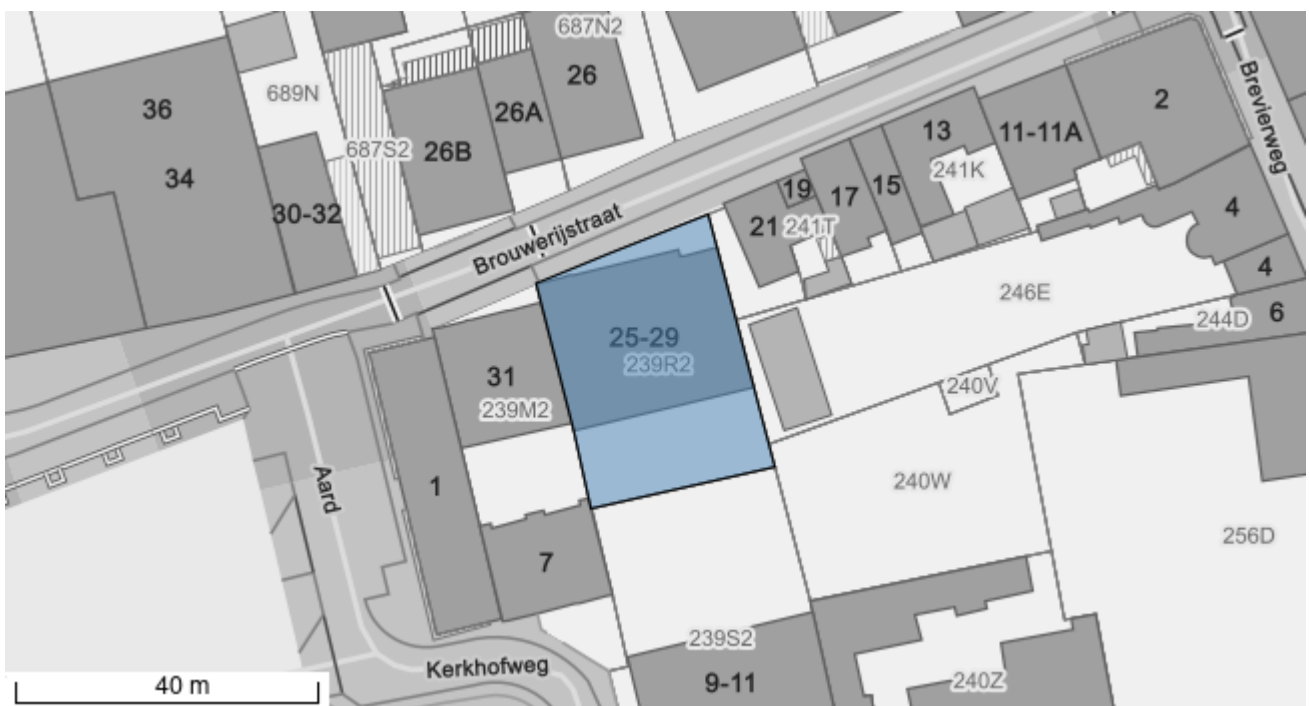 687N2
36
26
689N
26A
2
Brevierweg
26B
687S2
13
11-11A
34
241K
15
19
17
30-32
21
241T
4
Brouwerijstraat
4
246E
6
244D
25-29
239R2
31
239M2
240V
Aard
1
240W
256D
7
239S2
Kerkhofweg
9-11
240Z
40 m